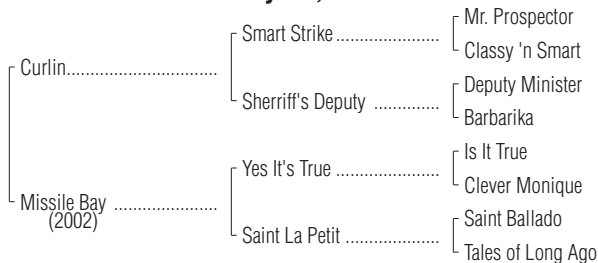 Mr. Prospector
Smart Strike
Classy 'n Smart
Curlin
Deputy Minister
Sherriff's Deputy
Barbarika
Is It True
Yes It's True
Clever Monique
Missile Bay
(2002)
Saint Ballado
Saint La Petit
Tales of Long Ago